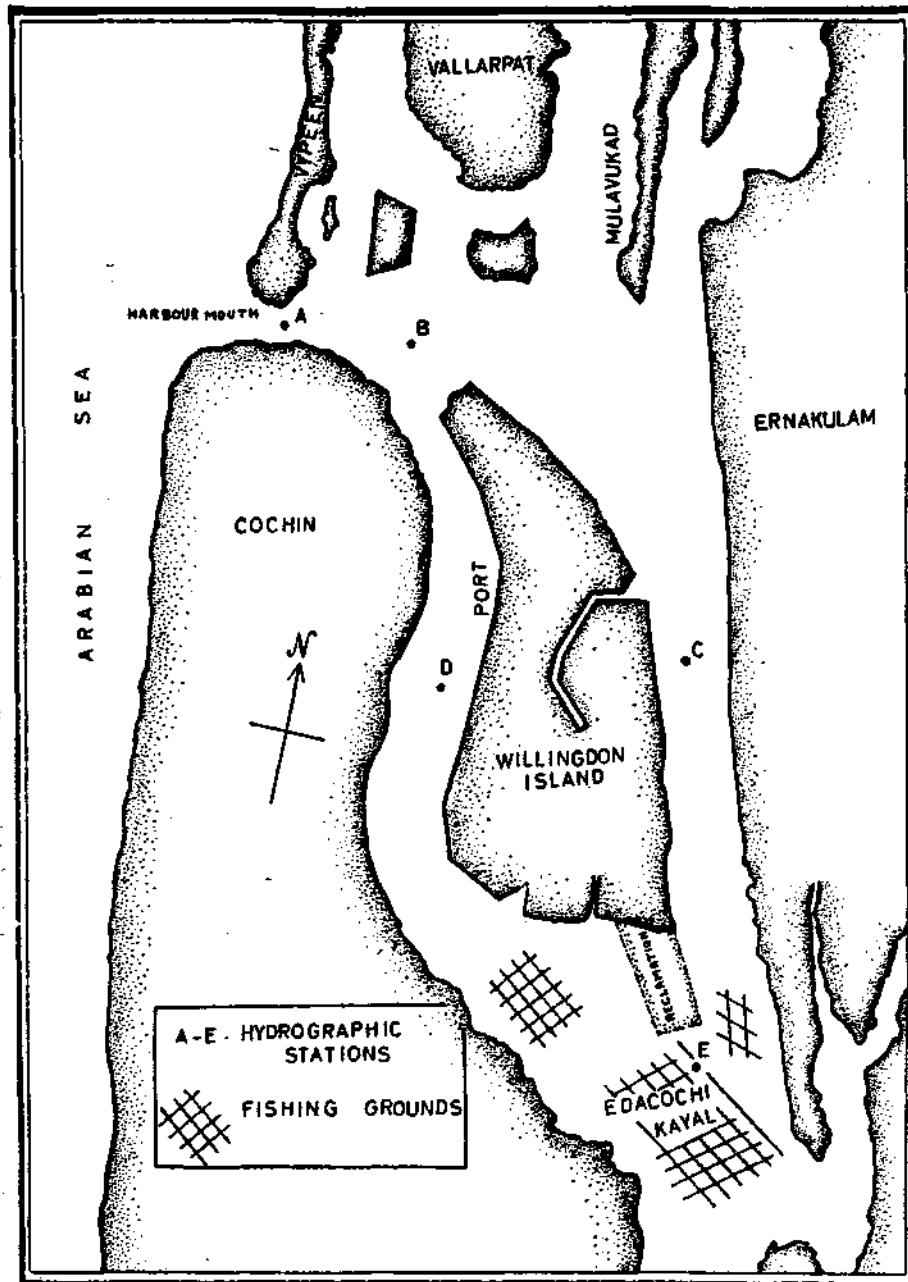 VALLARPAT
VYPEEN
MULAVUKAD
HARBOUR MOUTH
A
B
ARABIAN SEA
ERNAKULAM
COCHIN
PORT
N
C
D
WILLINGDON
ISLAND
RECLAMATION
A-E. HYDROGRAPHIC
STATIONS
FISHING GROUNDS
E
EDACOCHI
KAYAL